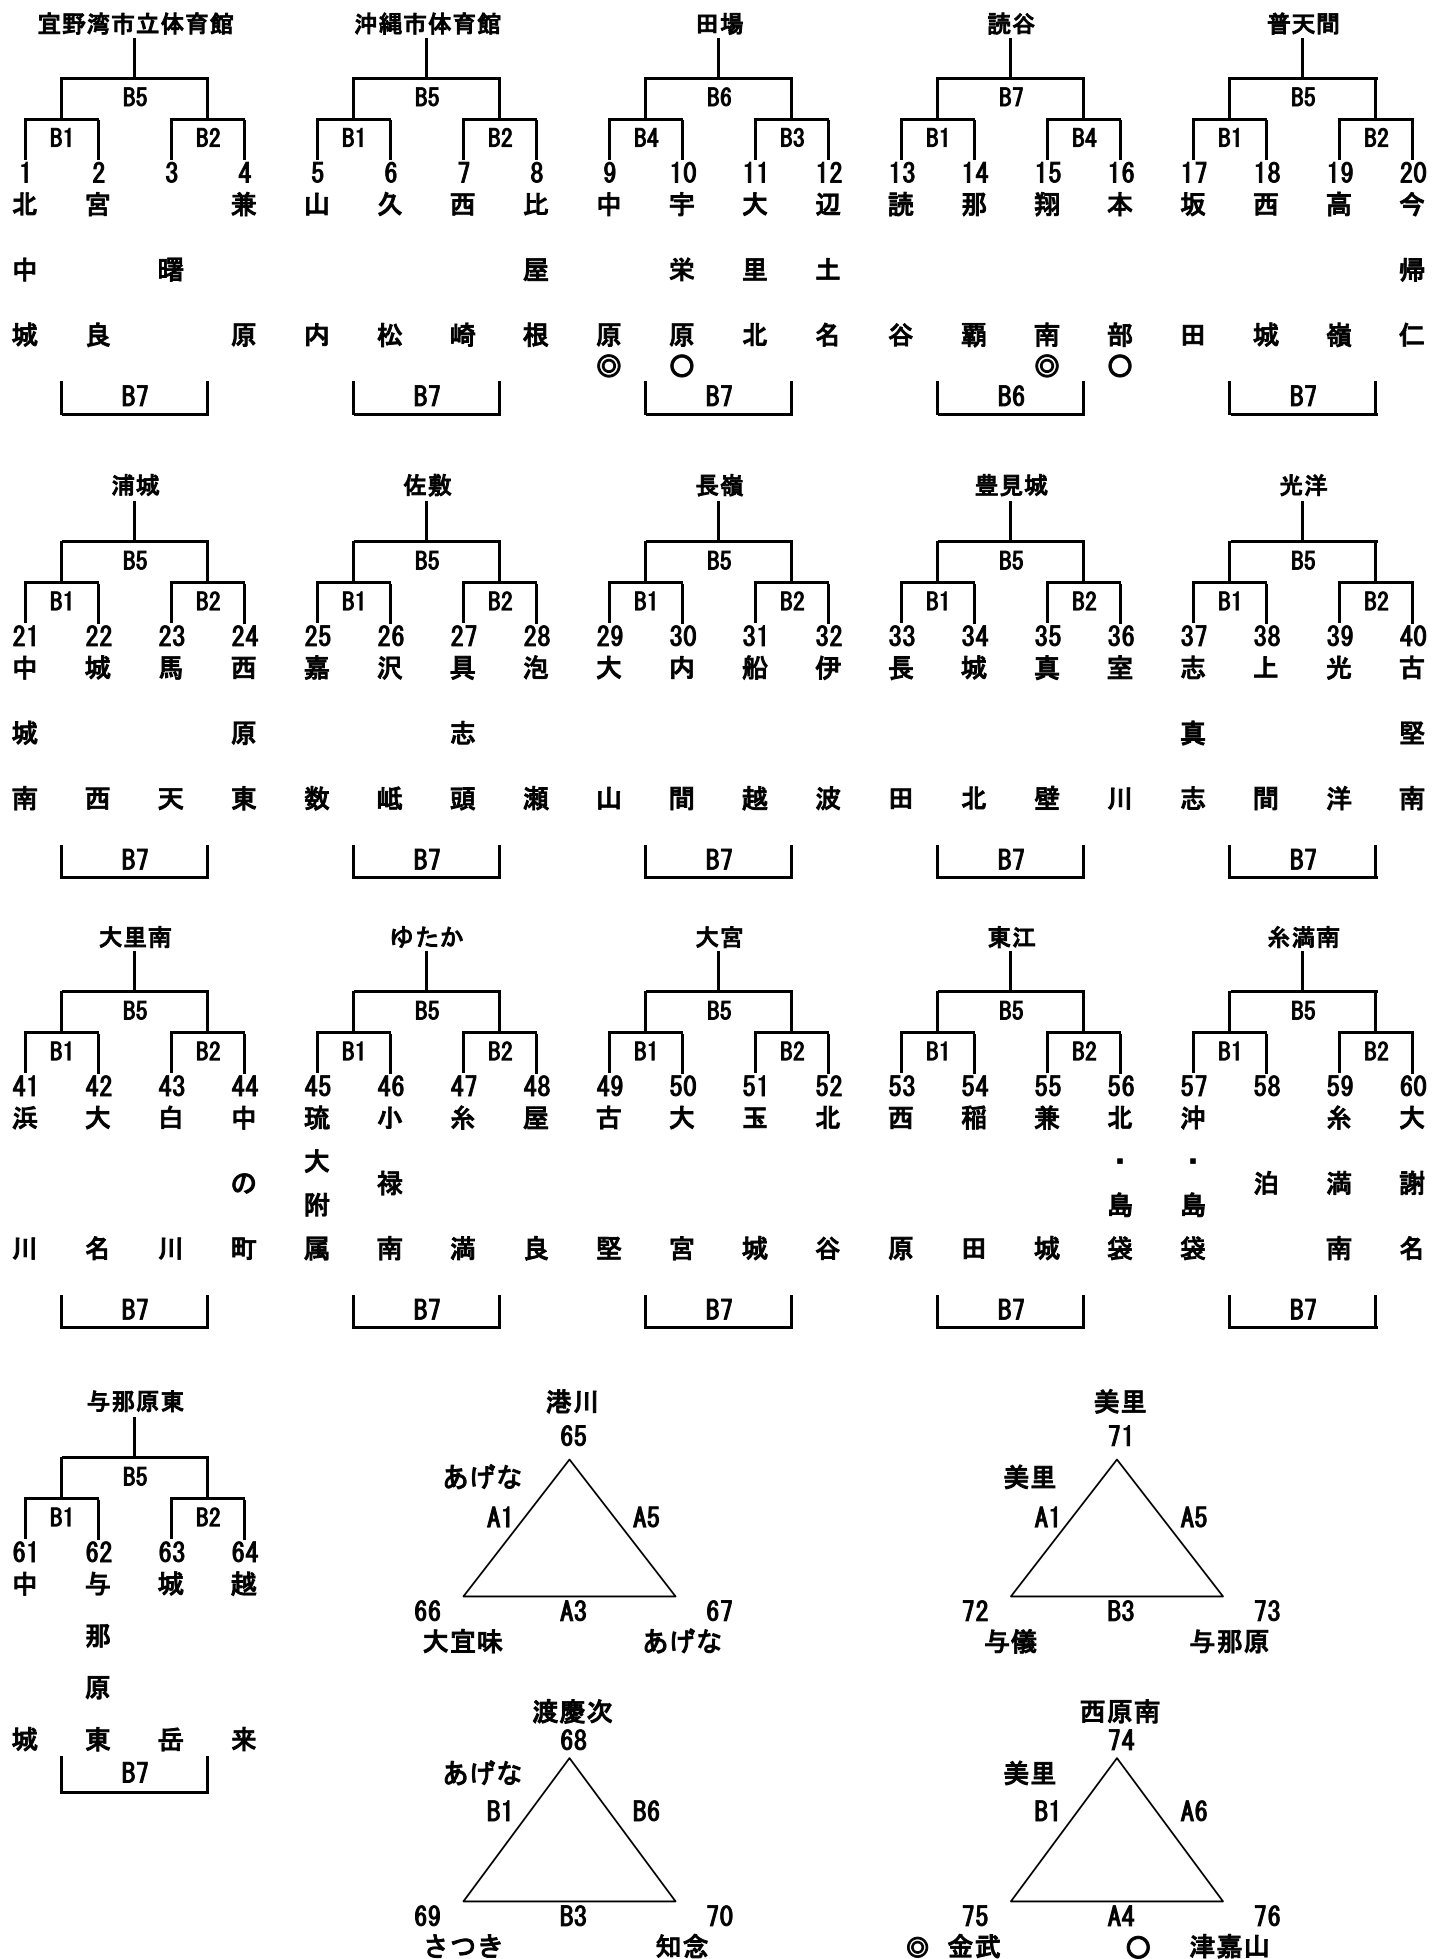 宜野湾市立体育館 沖縄市体育館 田場 読谷 普天間
B5 B5 B6 B7 B5
B1 B2 B1 B2 B4 B3 B1 B4 B1 B2
1 2 3 4 5 6 7 8 9 10 11 12 13 14 15 16 17 18 19 20
北中城 宮良 曙 兼原 山内 久松 西崎 比屋根 中原◎ 宇栄原○ 大里北 辺土名 読谷 那覇 翔南◎ 本部○ 坂田 西城 高嶺 今帰仁
B7 B7 B7 B6 B7
浦城 佐敷 長嶺 豊見城 光洋
B5 B5 B5 B5 B5
B1 B2 B1 B2 B1 B2 B1 B2 B1 B2
21 22 23 24 25 26 27 28 29 30 31 32 33 34 35 36 37 38 39 40
中城南 城西 馬天 西原東 嘉数 沢岻 具志頭 泡瀬 大山 内間 船越 伊波 長田 城北 真壁 室川 志真志 上間 光洋 古堅南
B7 B7 B7 B7 B7
大里南 ゆたか 大宮 東江 糸満南
B5 B5 B5 B5 B5
B1 B2 B1 B2 B1 B2 B1 B2 B1 B2
41 42 43 44 45 46 47 48 49 50 51 52 53 54 55 56 57 58 59 60
浜川 大名 白川 中の町 琉大附属 小禄南 糸満 屋良 古堅 大宮 玉城 北谷 西原 稲田 兼城 北・島袋 沖・島袋 泊 糸満南 大謝名
B7 B7 B7 B7 B7
与那原東
B5
B1 B2
61 62 63 64
中城 与那原東 城岳 越来
B7
港川
65
あげな
A1 A5
66 A3 67
大宜味 あげな
美里
71
美里
A1 A5
72 B3 73
与儀 与那原
渡慶次
68
あげな
B1 B6
69 B3 70
さつき 知念
西原南
74
美里
B1 A6
75 A4 76
◎ 金武 ○ 津嘉山